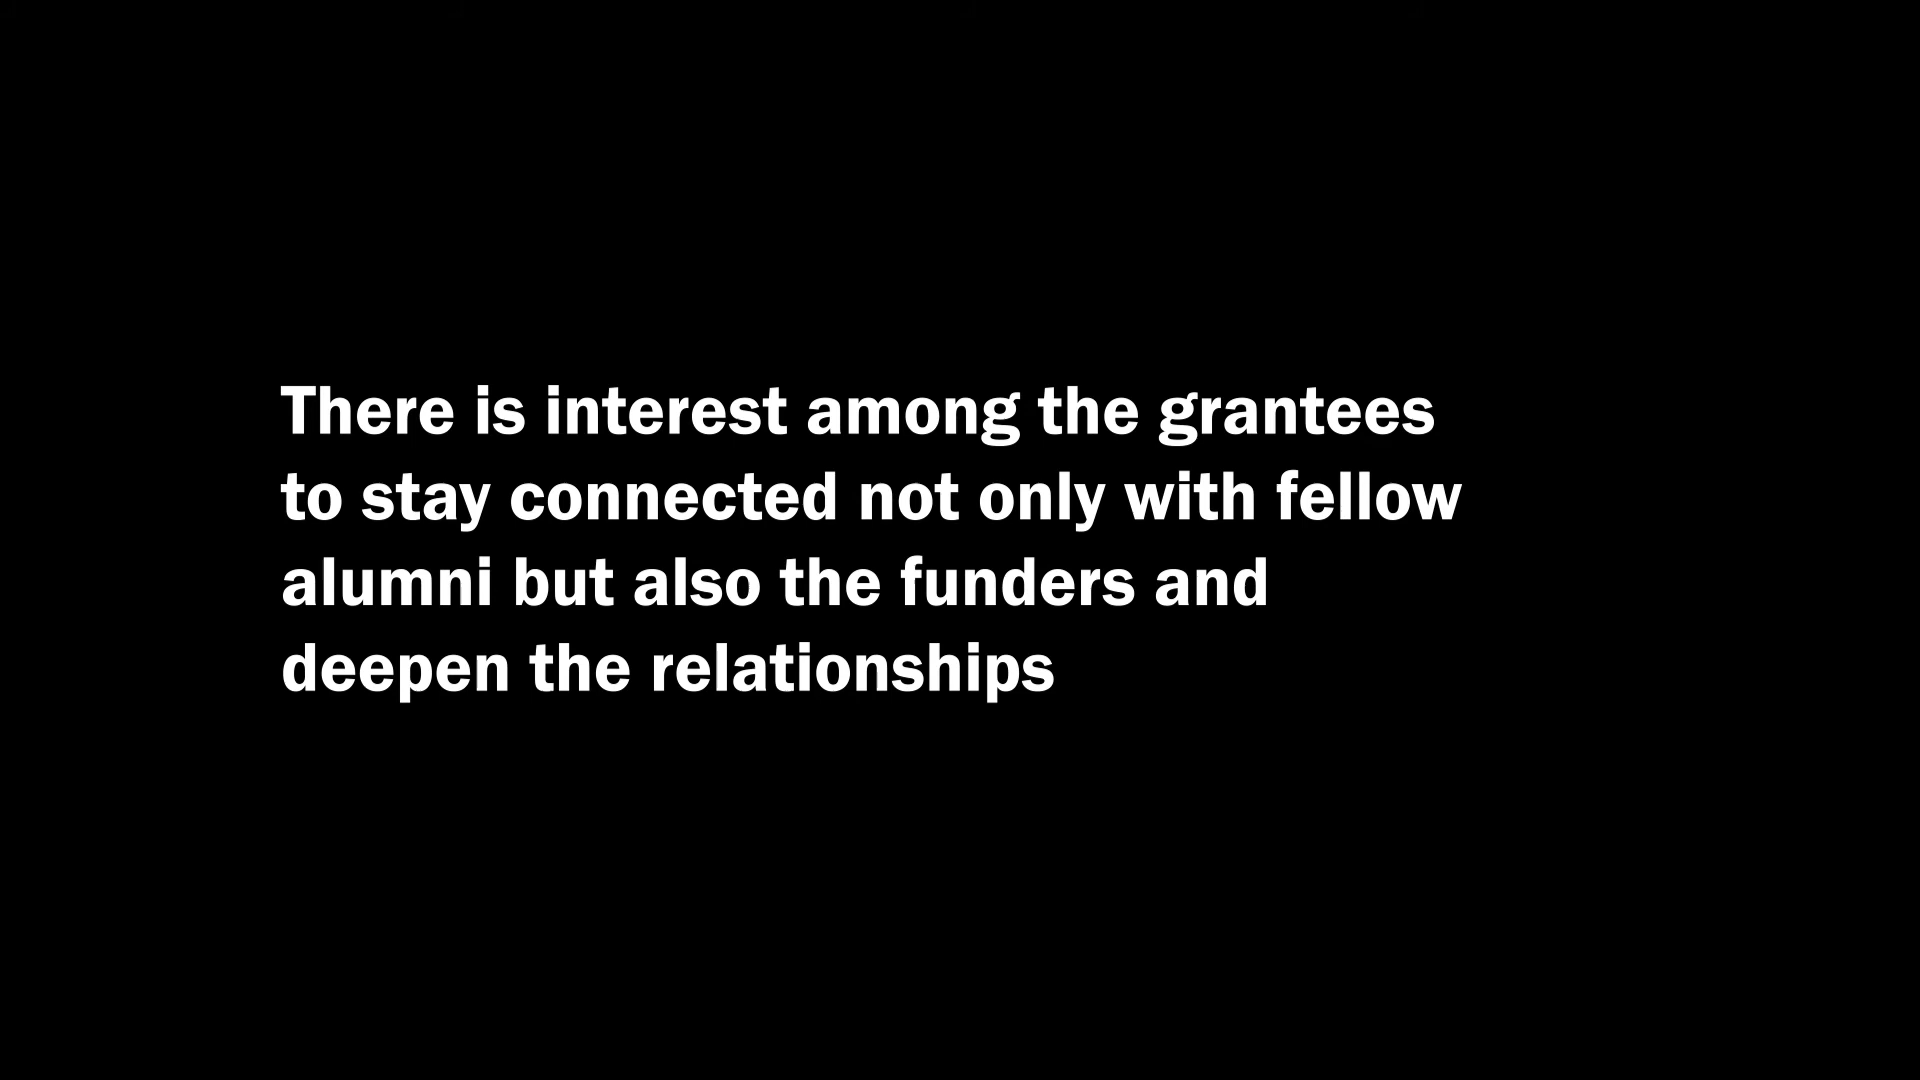 There is interest among the grantees
to stay connected not only with fellow
alumni but also the funders and
deepen the relationships